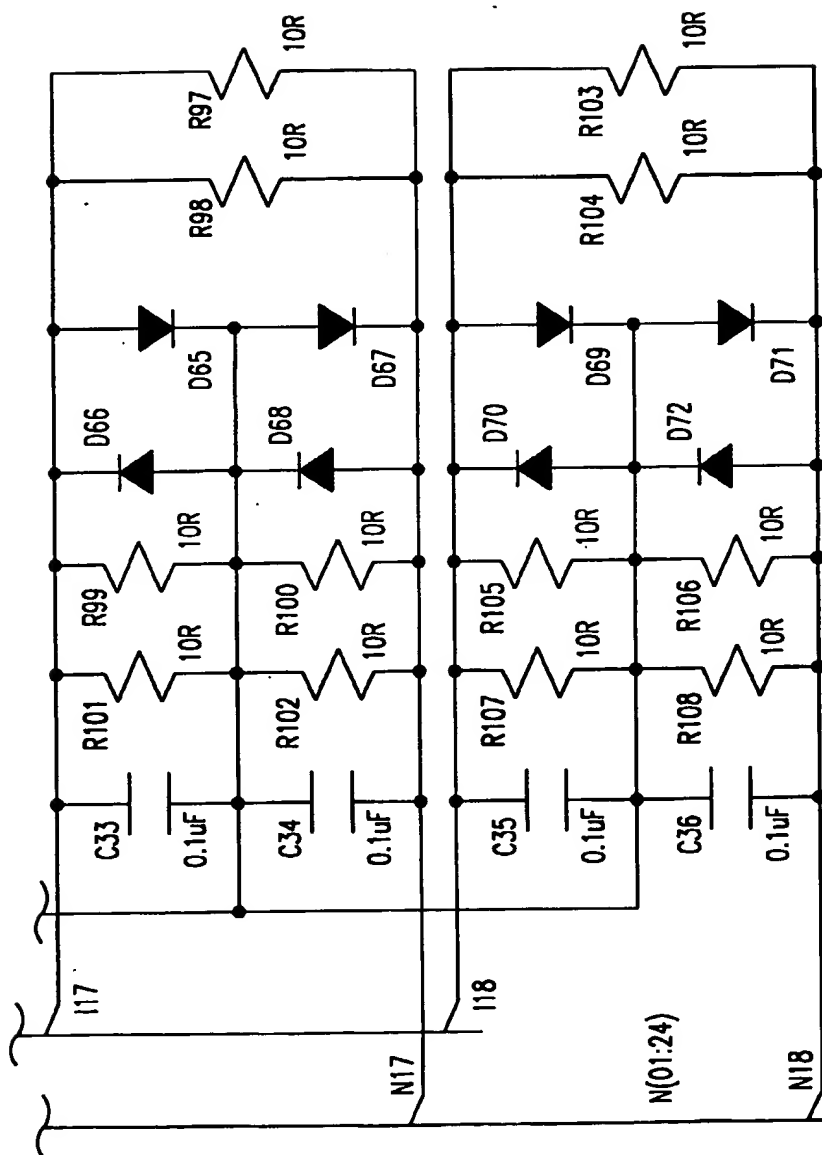 R97
10R
R98
10R
D65
D67
D66
D68
R99
10R
R100
10R
R101
10R
R102
10R
C33
0.1uF
C34
0.1uF
I17
N17
R103
10R
R104
10R
D69
D71
D70
D72
R105
10R
R106
10R
R107
10R
R108
10R
C35
0.1uF
C36
0.1uF
I18
N(01:24)
N18